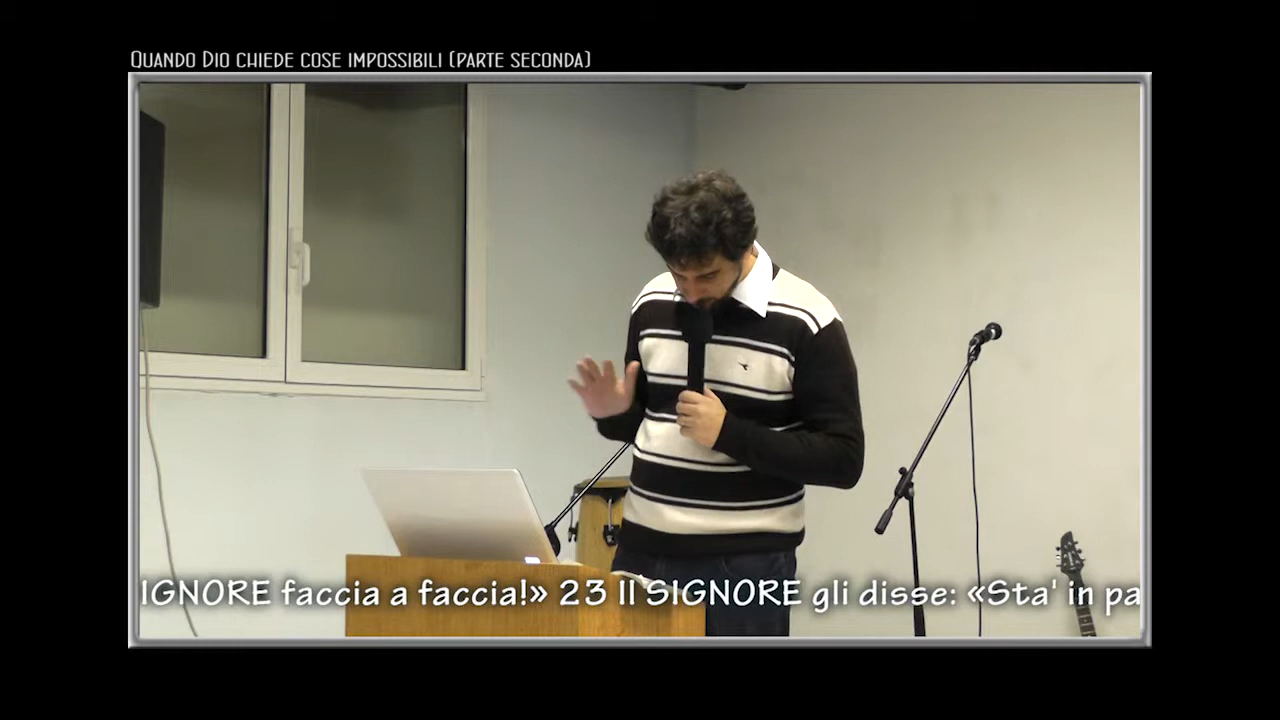 Quando Dio chiede cose impossibili (parte seconda)
IGNORE faccia a faccia!» 23 Il SIGNORE gli disse: «Sta' in pa